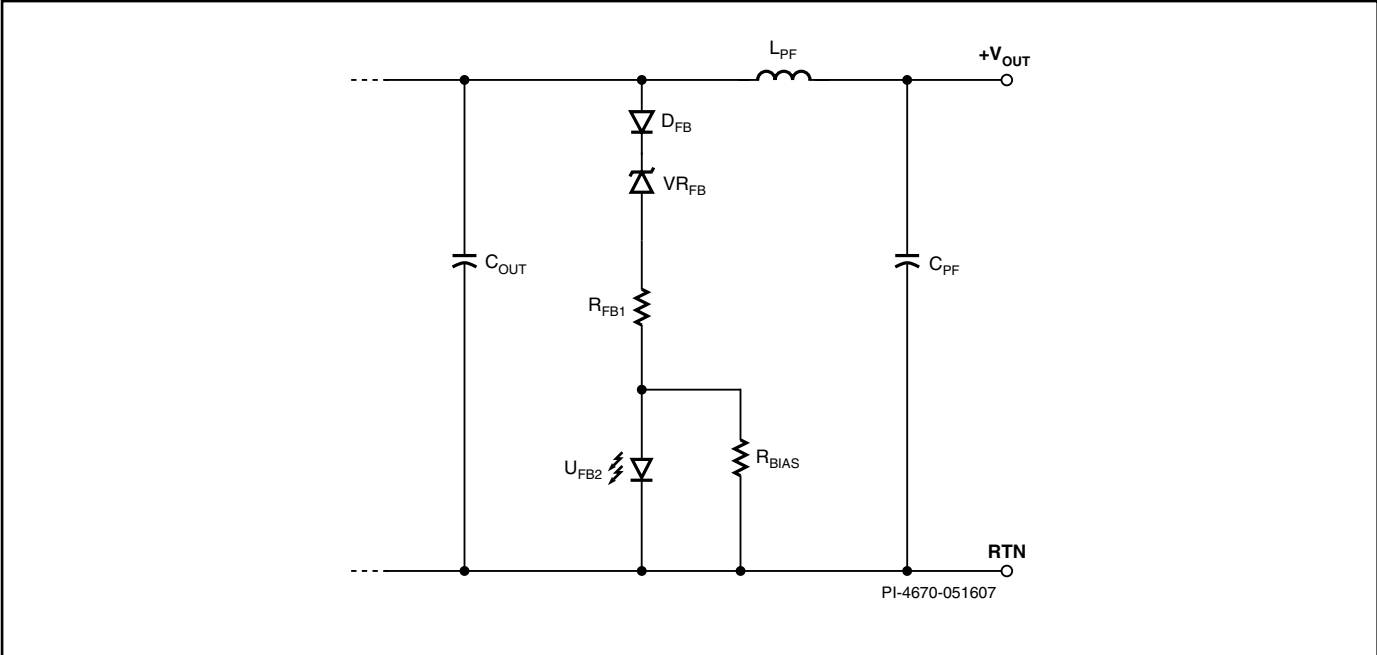 L_PF
+V_OUT
D_FB
VR_FB
C_OUT
C_PF
R_FB1
U_FB2
R_BIAS
RTN
PI-4670-051607